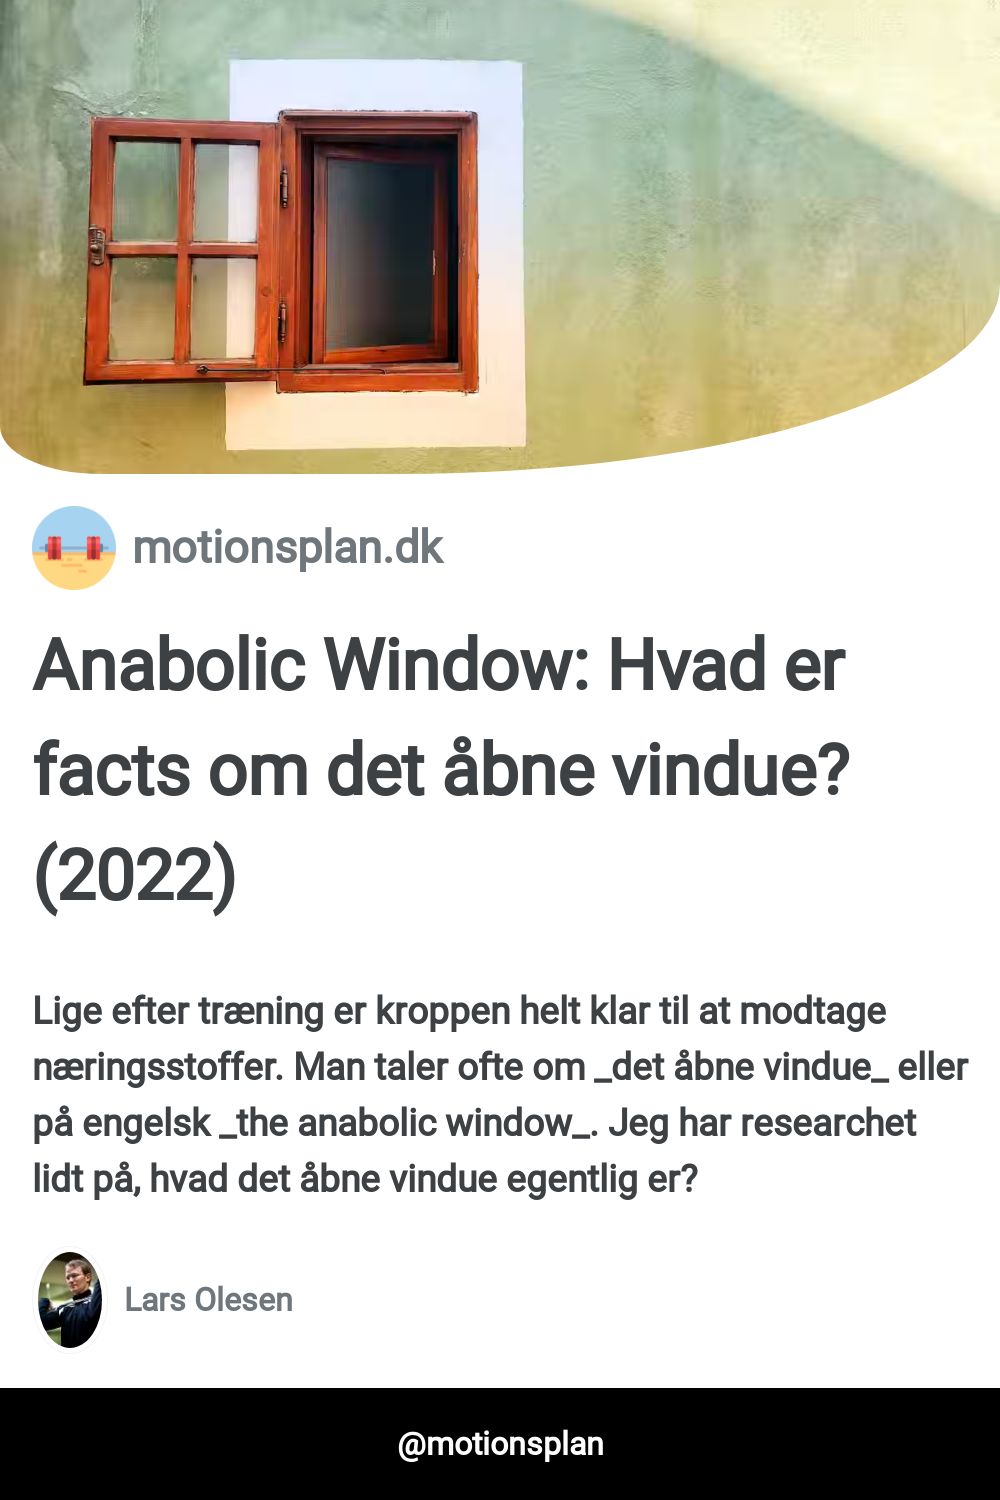 motionsplan.dk
Anabolic Window: Hvad er
facts om det åbne vindue?
(2022)
Lige efter træning er kroppen helt klar til at modtage
næringsstoffer. Man taler ofte om _det åbne vindue_ eller
på engelsk _the anabolic window_. Jeg har researchet
lidt på, hvad det åbne vindue egentlig er?
Lars Olesen
@motionsplan